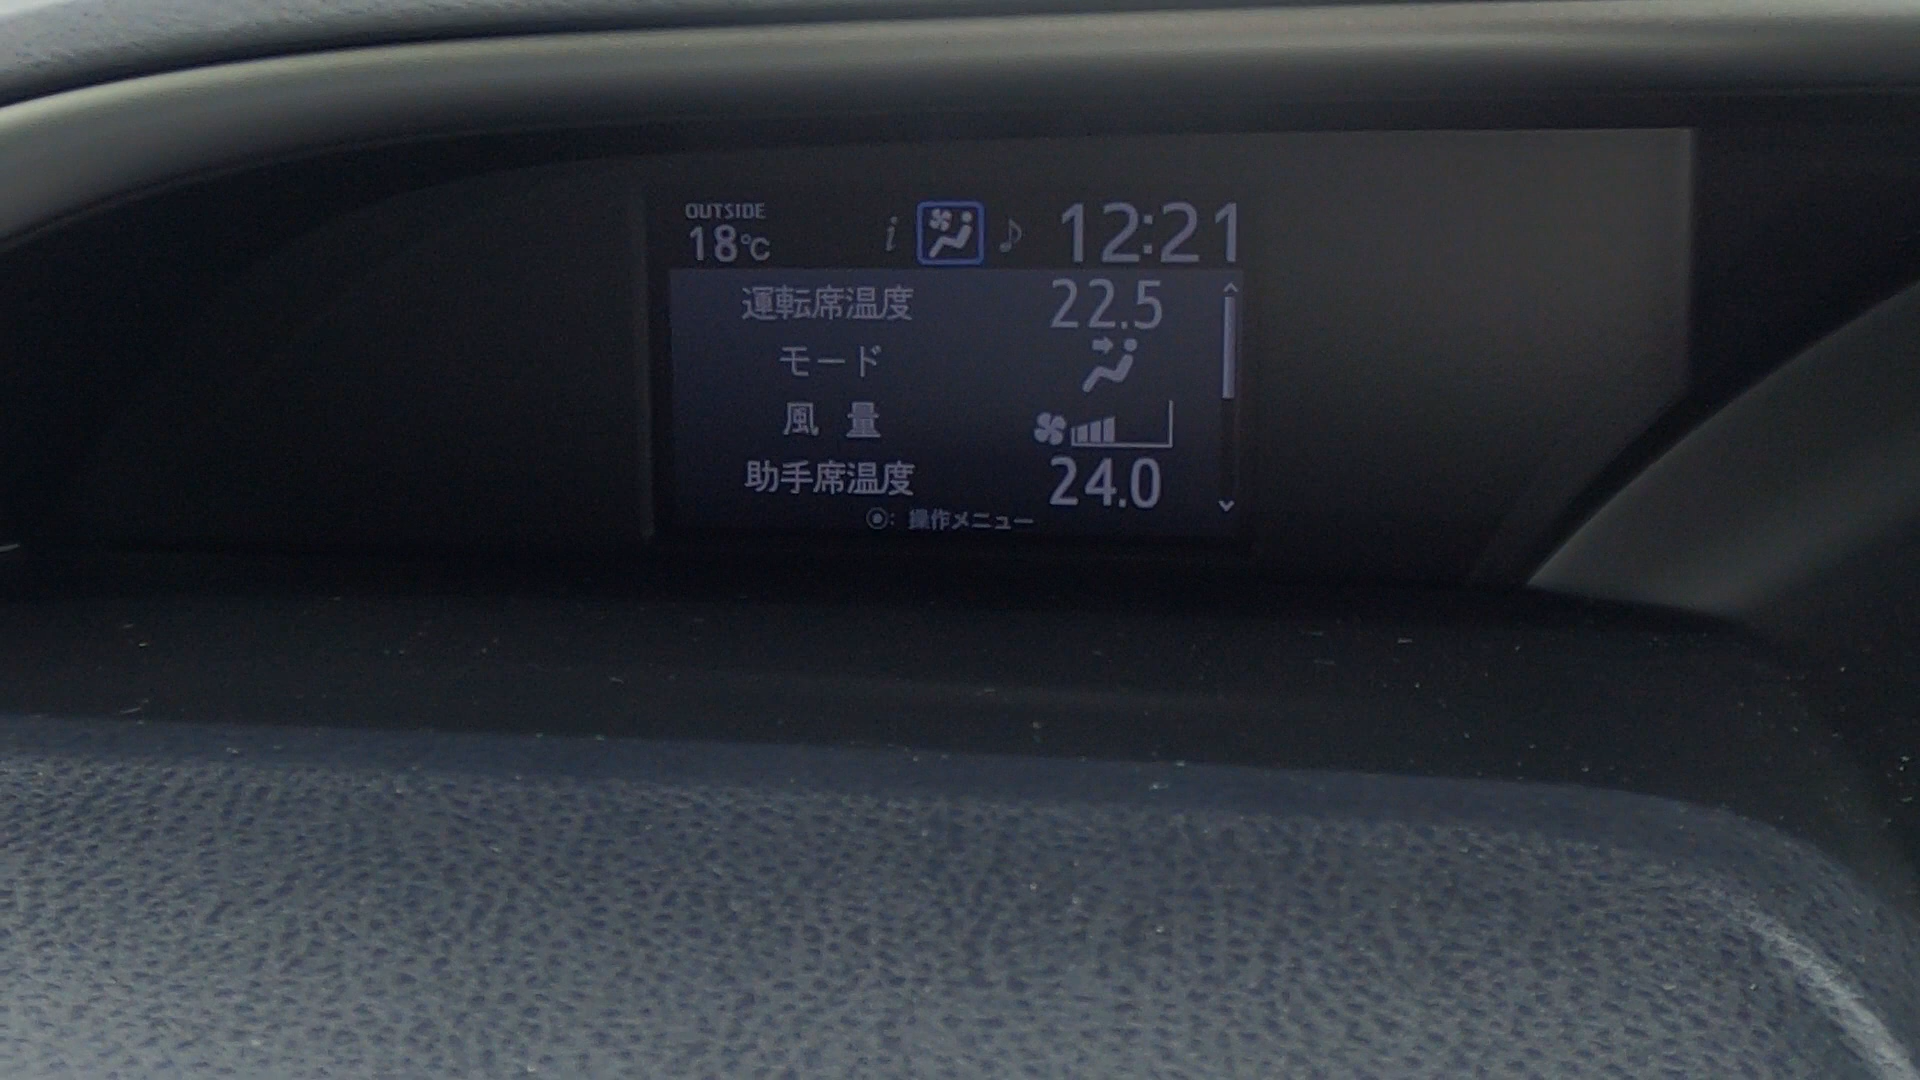 OUTSIDE
18℃ i ♪ 12:21
運転席温度 22.5
モード
風量
助手席温度 24.0
◉: 操作メニュー